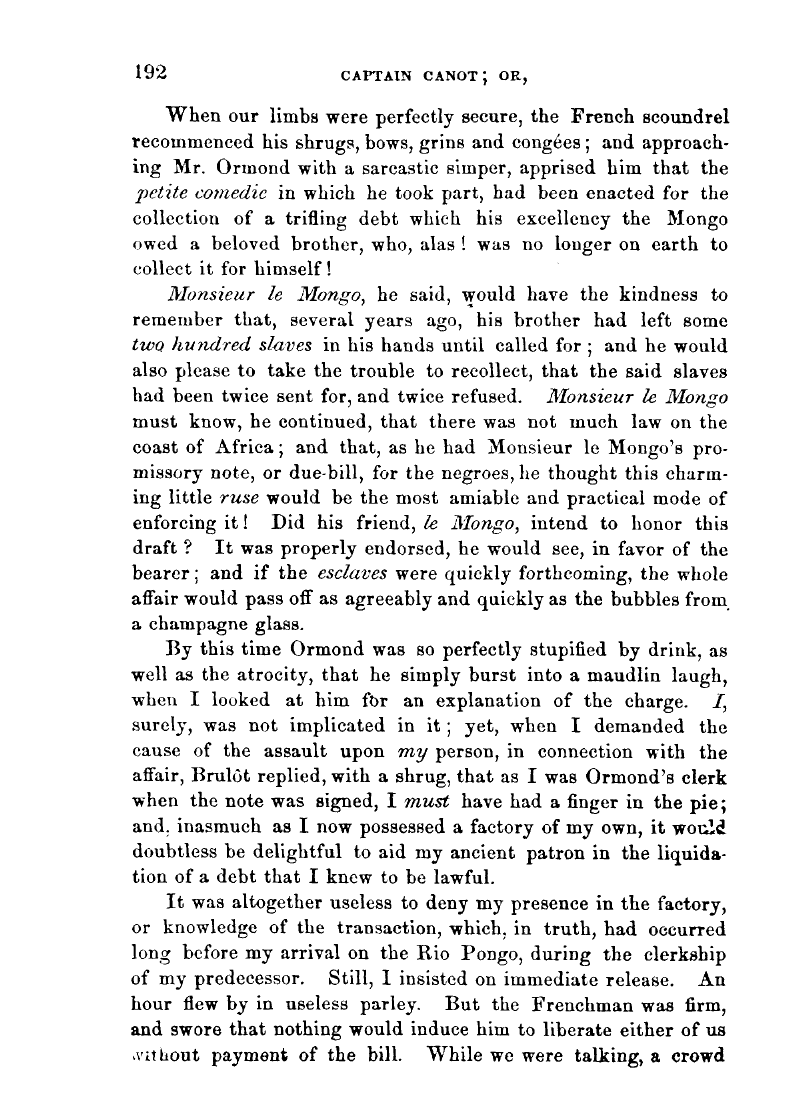 192 CAPTAIN CANOT; OR,
When our limbs were perfectly secure, the French scoundrel
recommenced his shrugs, bows, grins and congées; and approach-
ing Mr. Ormond with a sarcastic simper, apprised him that the
petite comedie in which he took part, had been enacted for the
collection of a trifling debt which his excellency the Mongo
owed a beloved brother, who, alas! was no longer on earth to
collect it for himself!
Monsieur le Mongo, he said, would have the kindness to
remember that, several years ago, his brother had left some
two hundred slaves in his hands until called for; and he would
also please to take the trouble to recollect, that the said slaves
had been twice sent for, and twice refused. Monsieur le Mongo
must know, he continued, that there was not much law on the
coast of Africa; and that, as he had Monsieur le Mongo's pro-
missory note, or due-bill, for the negroes, he thought this charm-
ing little ruse would be the most amiable and practical mode of
enforcing it! Did his friend, le Mongo, intend to honor this
draft? It was properly endorsed, he would see, in favor of the
bearer; and if the esclaves were quickly forthcoming, the whole
affair would pass off as agreeably and quickly as the bubbles from
a champagne glass.
By this time Ormond was so perfectly stupified by drink, as
well as the atrocity, that he simply burst into a maudlin laugh,
when I looked at him for an explanation of the charge. I,
surely, was not implicated in it; yet, when I demanded the
cause of the assault upon my person, in connection with the
affair, Brulôt replied, with a shrug, that as I was Ormond's clerk
when the note was signed, I must have had a finger in the pie;
and, inasmuch as I now possessed a factory of my own, it would
doubtless be delightful to aid my ancient patron in the liquida-
tion of a debt that I knew to be lawful.
It was altogether useless to deny my presence in the factory,
or knowledge of the transaction, which, in truth, had occurred
long before my arrival on the Rio Pongo, during the clerkship
of my predecessor. Still, I insisted on immediate release. An
hour flew by in useless parley. But the Frenchman was firm,
and swore that nothing would induce him to liberate either of us
without payment of the bill. While we were talking, a crowd